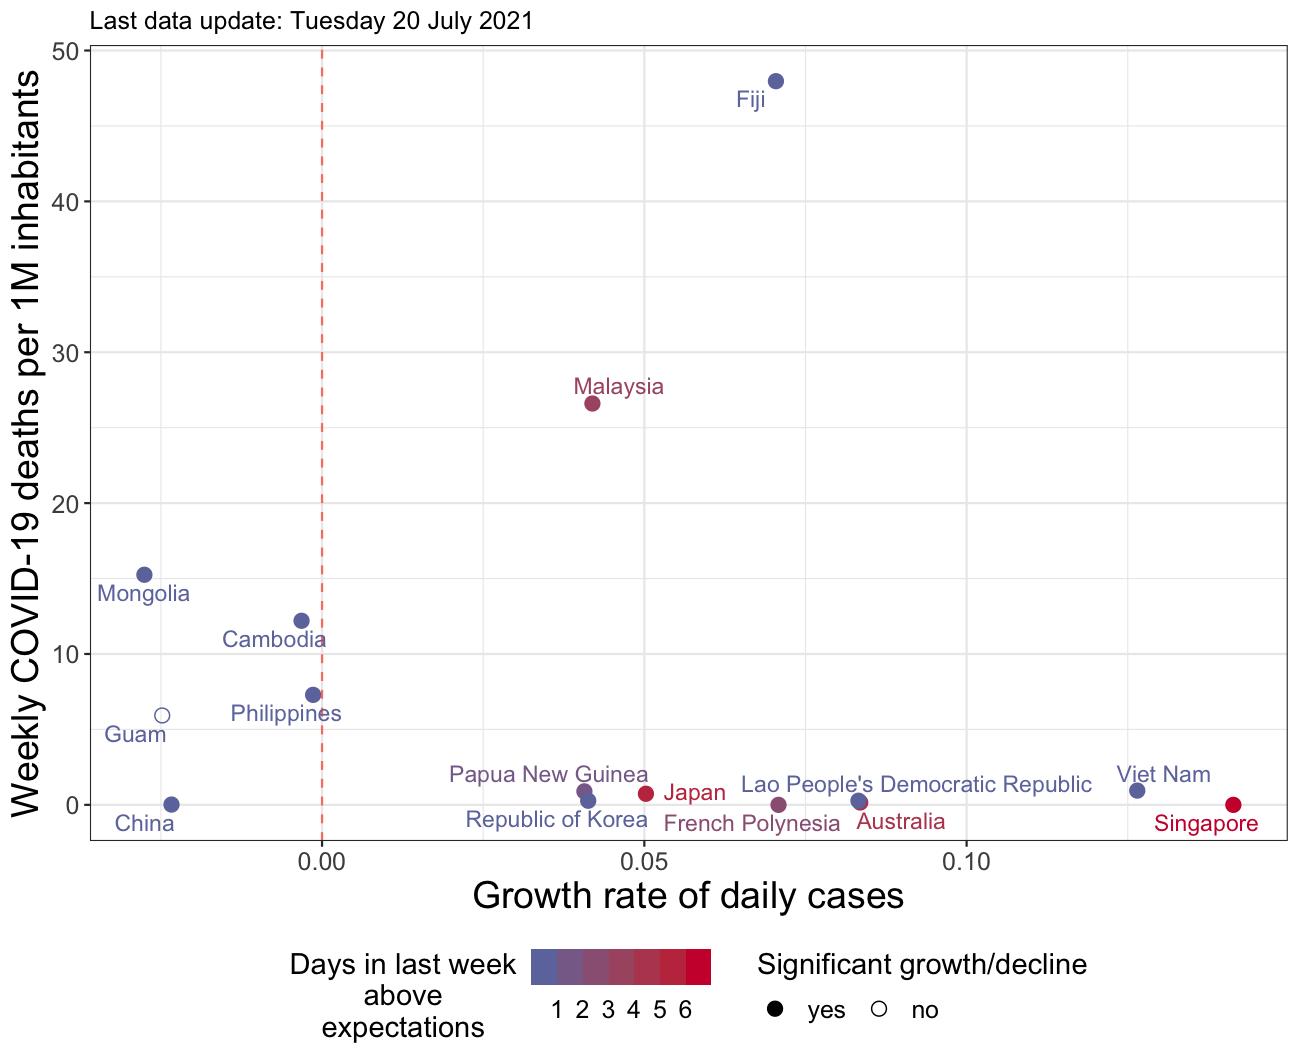 Last data update: Tuesday 20 July 2021
Weekly COVID-19 deaths per 1M inhabitants
50
40
30
20
10
0
Fiji
Malaysia
Mongolia
Cambodia
Philippines
Guam
China
Papua New Guinea
Republic of Korea
Japan
French Polynesia
Lao People's Democratic Republic
Australia
Viet Nam
Singapore
0.00
0.05
0.10
Growth rate of daily cases
Days in last week
above
expectations
1 2 3 4 5 6
Significant growth/decline
yes
no